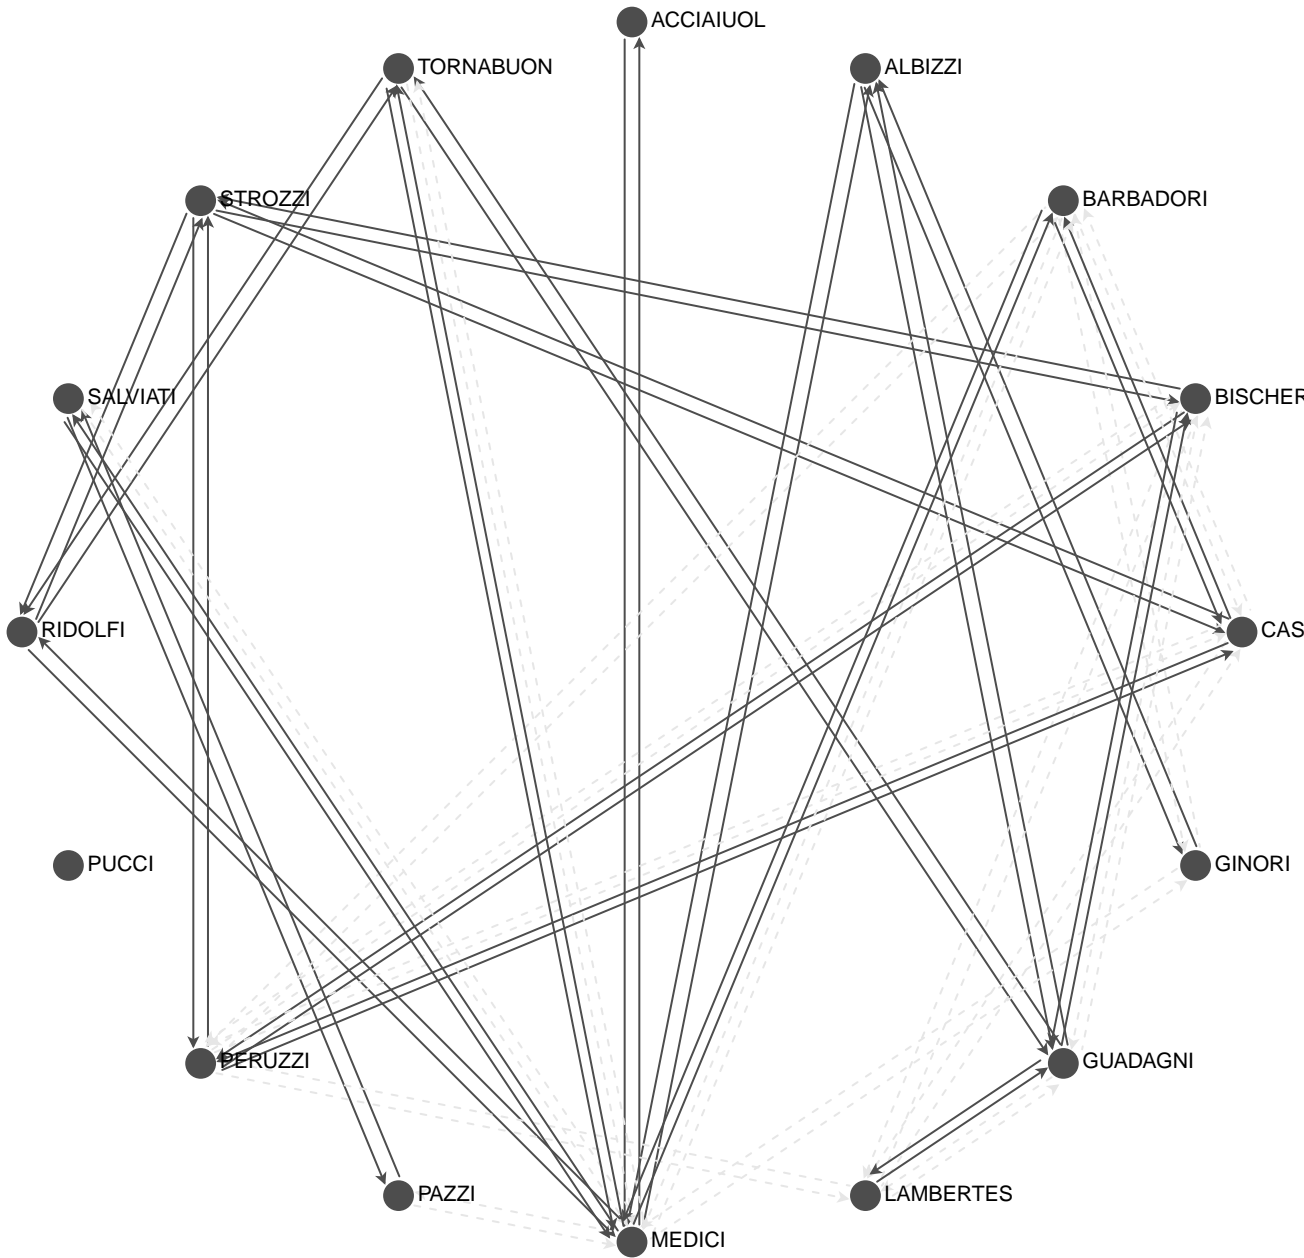 ACCIAIUOL
TORNABUON
ALBIZZI
STROZZI
BARBADORI
SALVIATI
BISCHER
RIDOLFI
CAS
PUCCI
GINORI
PERUZZI
GUADAGNI
PAZZI
LAMBERTES
MEDICI